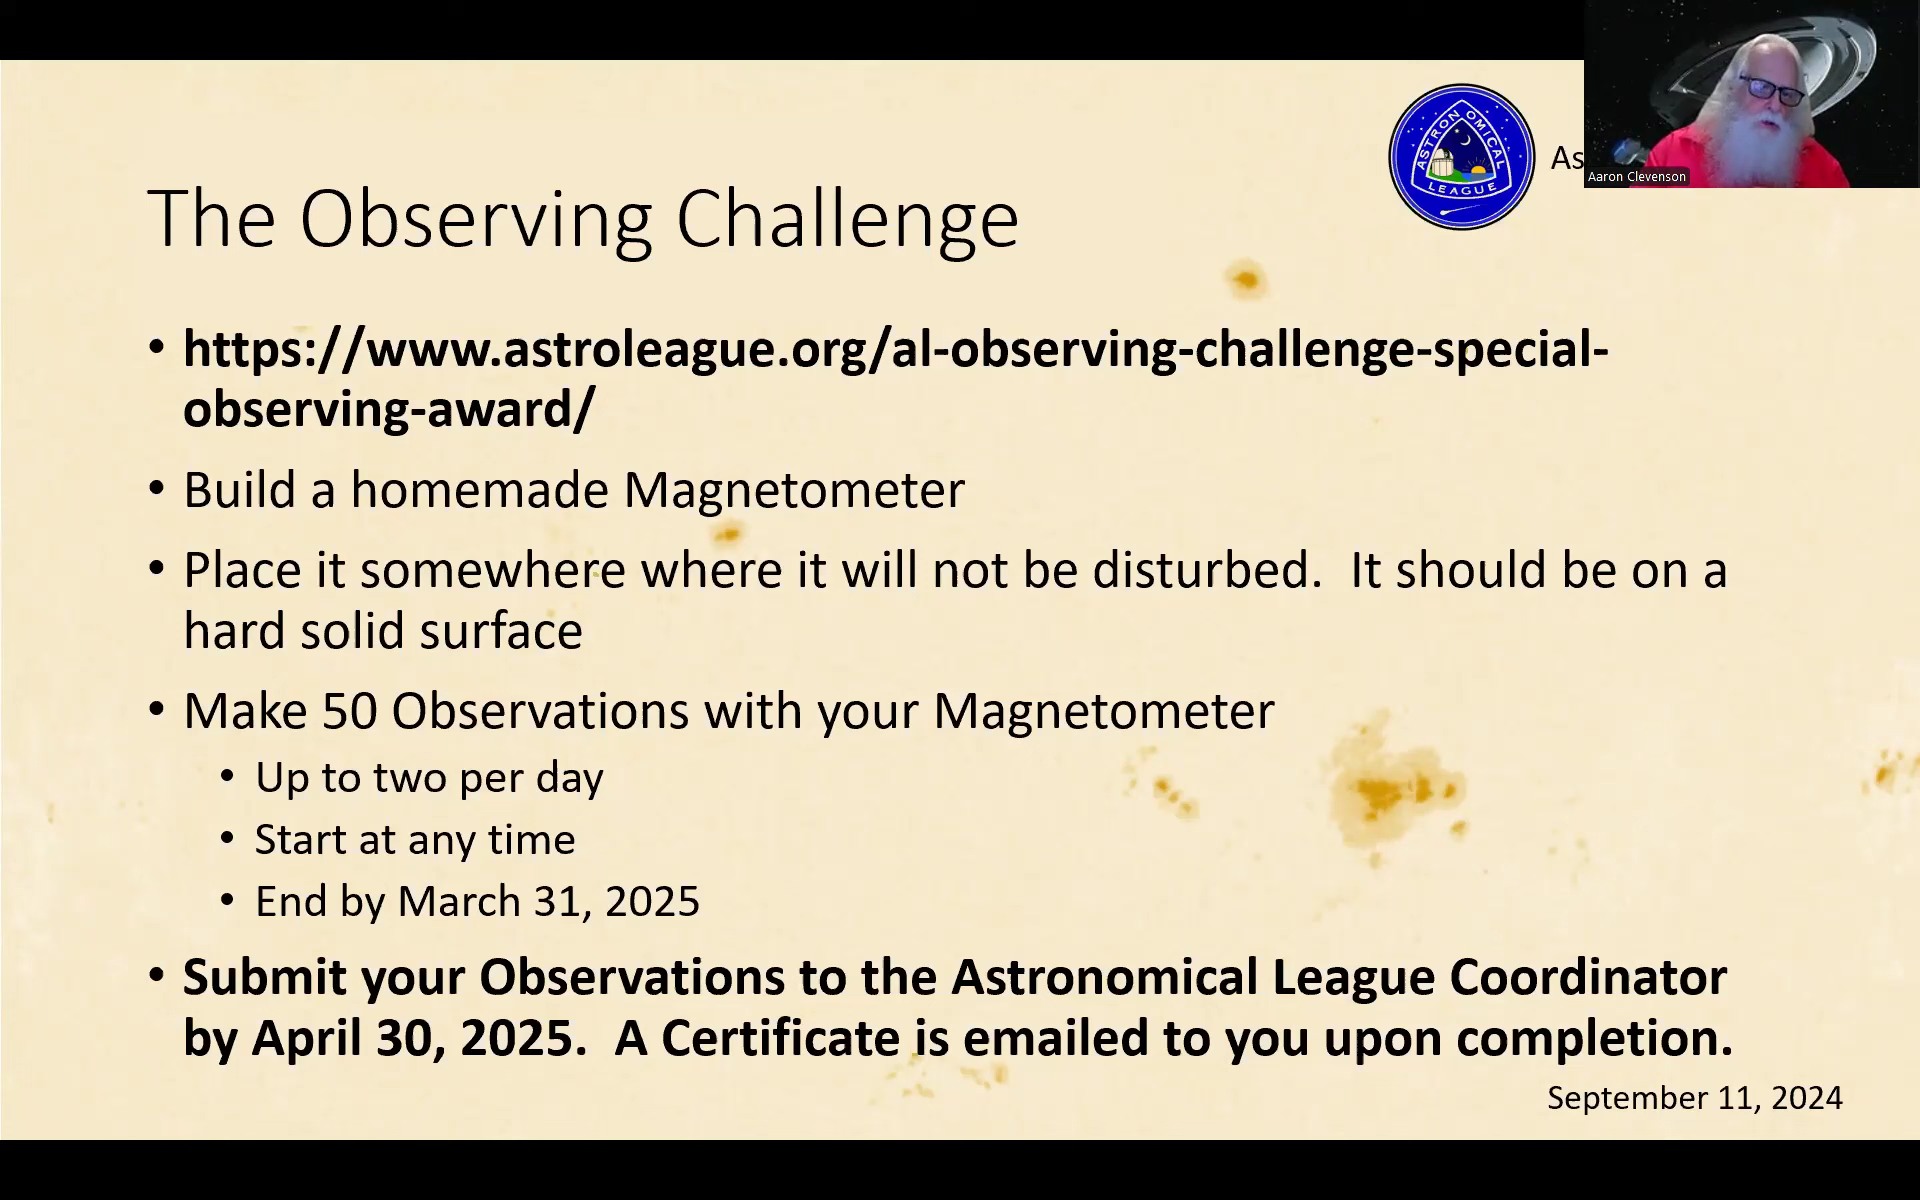 As
Aaron Clevenson
ASTRONOMICAL
LEAGUE
The Observing Challenge
• https://www.astroleague.org/al-observing-challenge-special-
observing-award/
• Build a homemade Magnetometer
• Place it somewhere where it will not be disturbed.  It should be on a
hard solid surface
• Make 50 Observations with your Magnetometer
• Up to two per day
• Start at any time
• End by March 31, 2025
• Submit your Observations to the Astronomical League Coordinator
by April 30, 2025.  A Certificate is emailed to you upon completion.
September 11, 2024